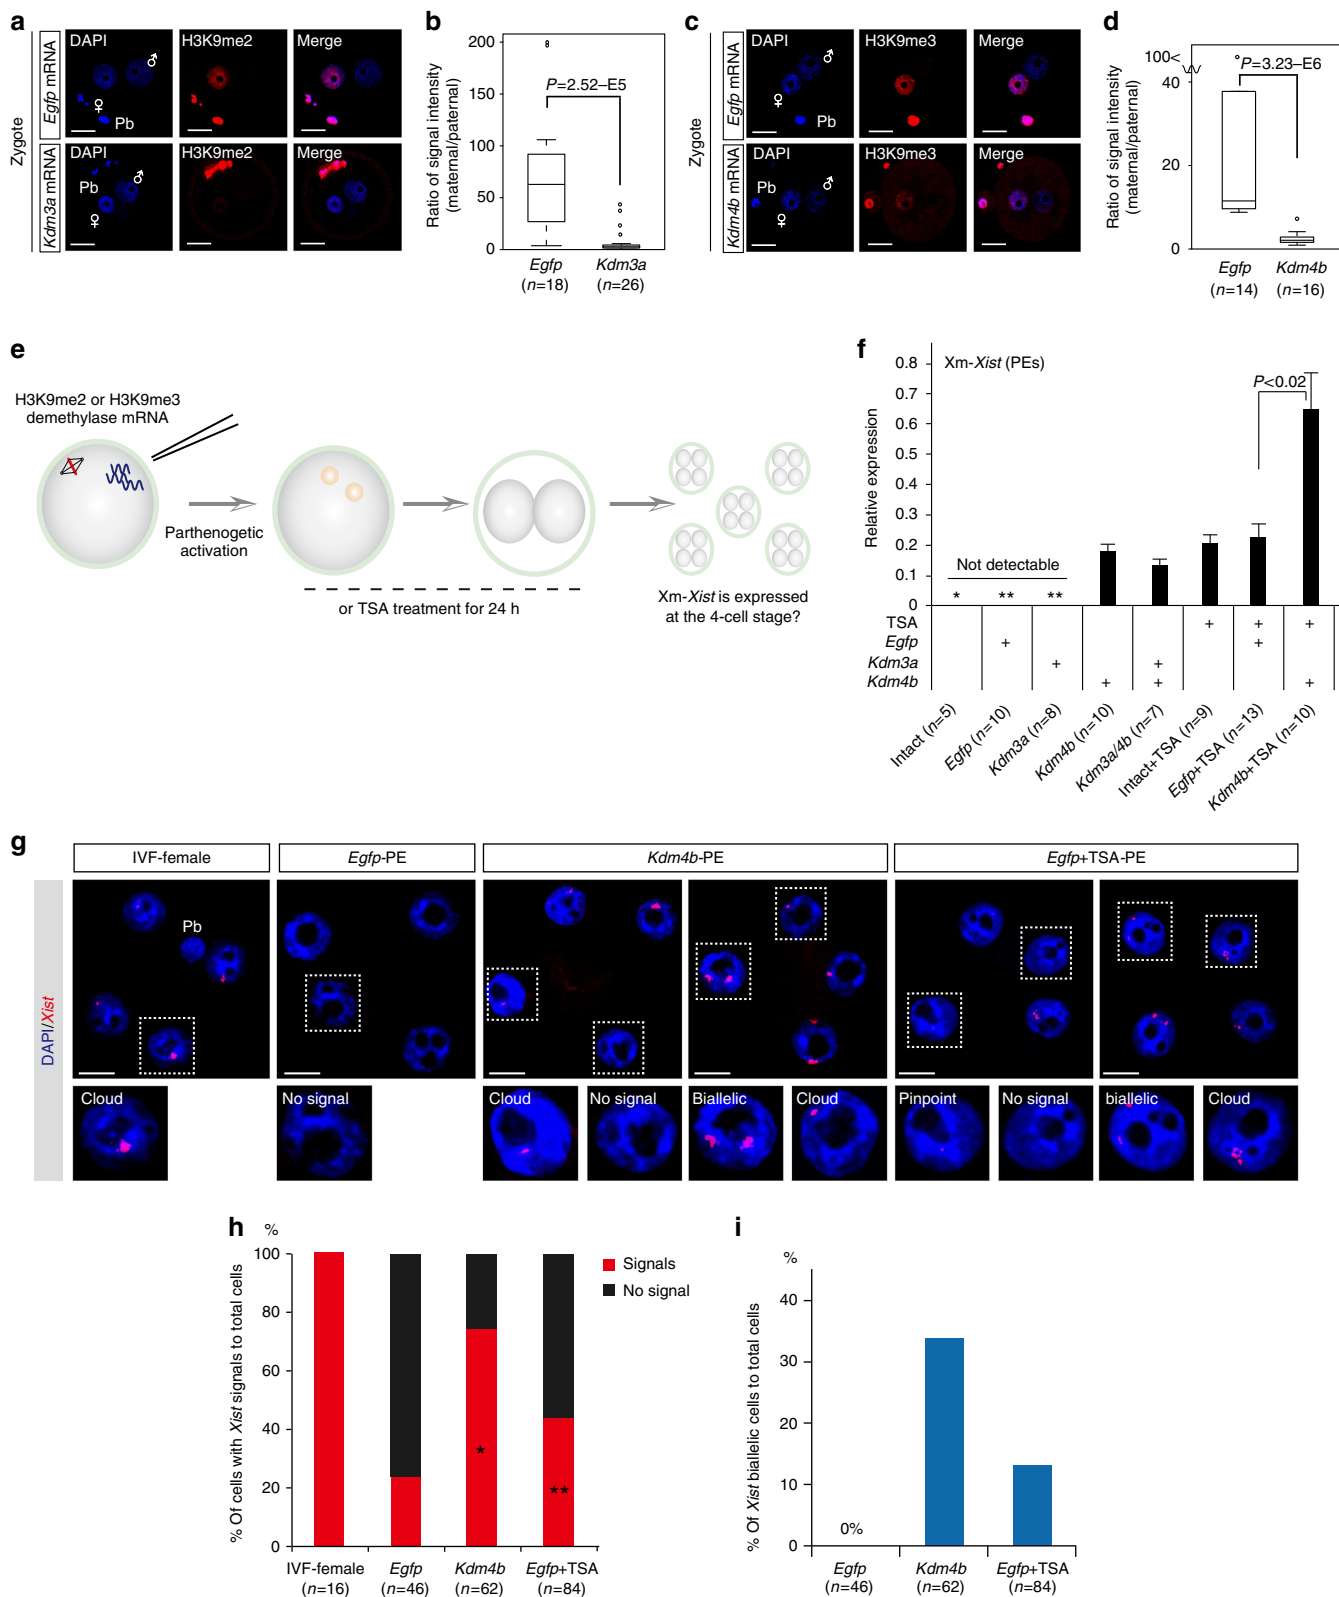 a
Zygote
Egfp mRNA
DAPI
♂
♀
Pb
H3K9me2
Merge
Kdm3a mRNA
DAPI
♂
Pb
♀
H3K9me2
Merge
b
Ratio of signal intensity
(maternal/paternal)
200
150
100
50
0
P=2.52–E5
Egfp
(n=18)
Kdm3a
(n=26)
c
Zygote
Egfp mRNA
DAPI
♂
♀
Pb
H3K9me3
Merge
Kdm4b mRNA
DAPI
Pb
♂
♀
H3K9me3
Merge
d
Ratio of signal intensity
(maternal/paternal)
100<
40
20
0
P=3.23–E6
Egfp
(n=14)
Kdm4b
(n=16)
e
H3K9me2 or H3K9me3
demethylase mRNA
Parthenogetic
activation
or TSA treatment for 24 h
Xm-Xist is expressed
at the 4-cell stage?
f
Xm-Xist (PEs)
Relative expression
0.8
0.7
0.6
0.5
0.4
0.3
0.2
0.1
0
P<0.02
Not detectable
* ** **
TSA + + +
Egfp + +
Kdm3a + +
Kdm4b + + +
Intact (n=5)
Egfp (n=10)
Kdm3a (n=8)
Kdm4b (n=10)
Kdm3a/4b (n=7)
Intact+TSA (n=9)
Egfp+TSA (n=13)
Kdm4b+TSA (n=10)
g
DAPI/Xist
IVF-female
Egfp-PE
Kdm4b-PE
Egfp+TSA-PE
Pb
Cloud
No signal
Cloud
No signal
Biallelic
Cloud
Pinpoint
No signal
biallelic
Cloud
h
%
% Of cells with Xist signals to total cells
100
80
60
40
20
0
Signals
No signal
*
**
IVF-female
(n=16)
Egfp
(n=46)
Kdm4b
(n=62)
Egfp+TSA
(n=84)
i
%
% Of Xist biallelic cells to total cells
40
30
20
10
0
0%
Egfp
(n=46)
Kdm4b
(n=62)
Egfp+TSA
(n=84)